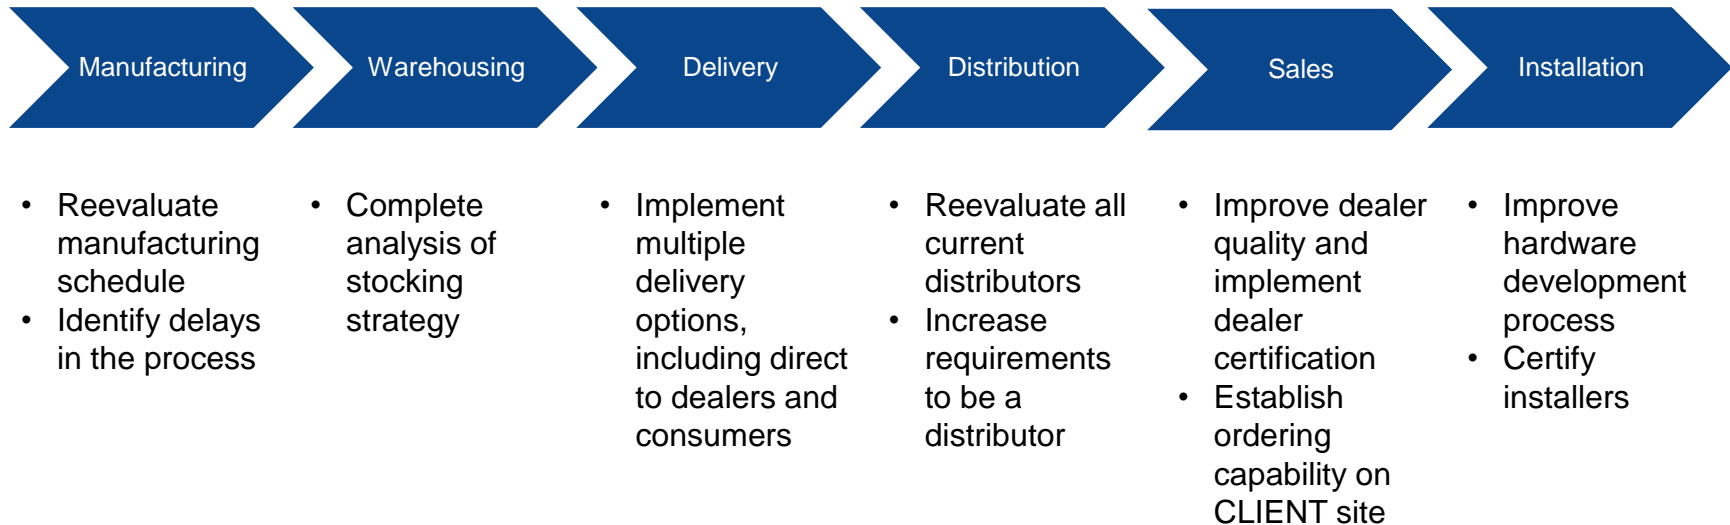 Manufacturing
Warehousing
Delivery
Distribution
Sales
Installation
• Reevaluate
manufacturing
schedule
• Identify delays
in the process
• Complete
analysis of
stocking
strategy
• Implement
multiple
delivery
options,
including direct
to dealers and
consumers
• Reevaluate all
current
distributors
• Increase
requirements
to be a
distributor
• Improve dealer
quality and
implement
dealer
certification
• Establish
ordering
capability on
CLIENT site
• Improve
hardware
development
process
• Certify
installers